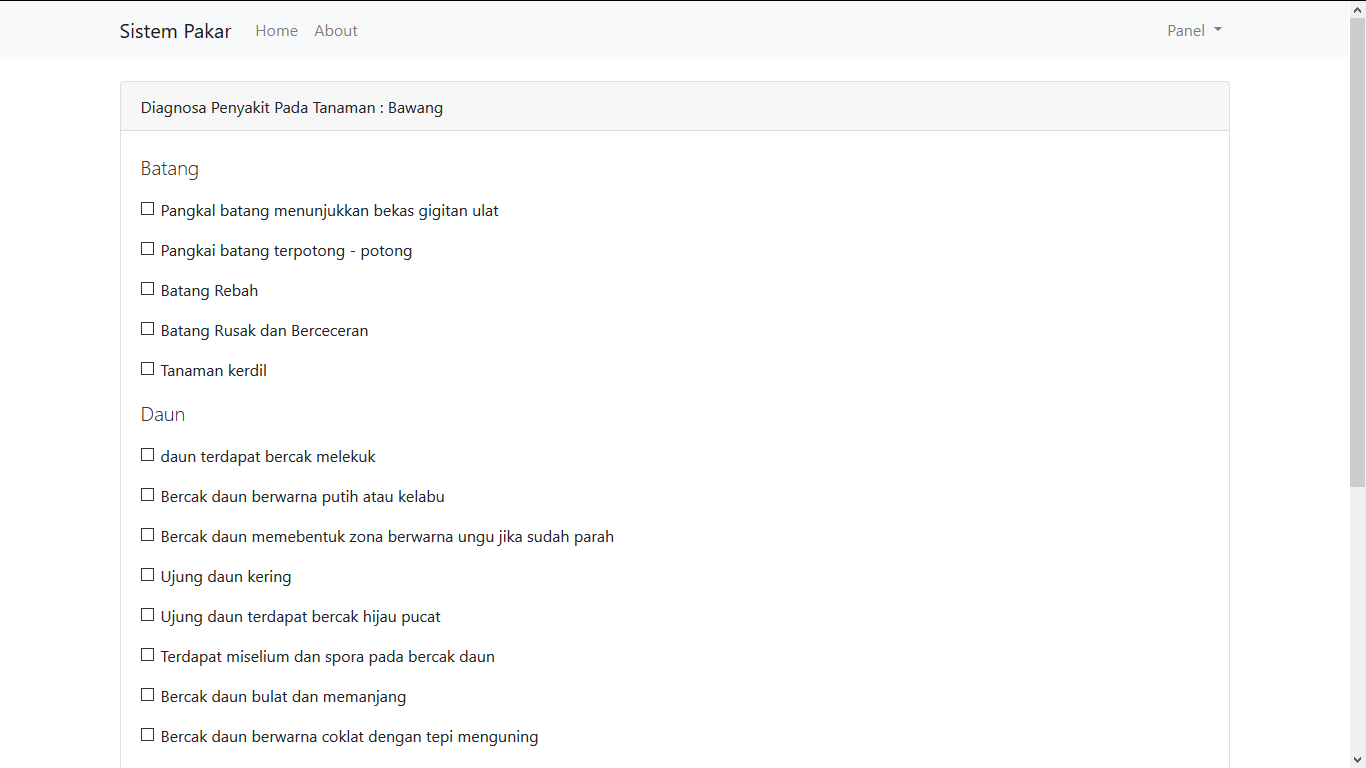 Sistem Pakar Home About Panel
Diagnosa Penyakit Pada Tanaman : Bawang
Batang
Pangkal batang menunjukkan bekas gigitan ulat
Pangkai batang terpotong - potong
Batang Rebah
Batang Rusak dan Berceceran
Tanaman kerdil
Daun
daun terdapat bercak melekuk
Bercak daun berwarna putih atau kelabu
Bercak daun memebentuk zona berwarna ungu jika sudah parah
Ujung daun kering
Ujung daun terdapat bercak hijau pucat
Terdapat miselium dan spora pada bercak daun
Bercak daun bulat dan memanjang
Bercak daun berwarna coklat dengan tepi menguning